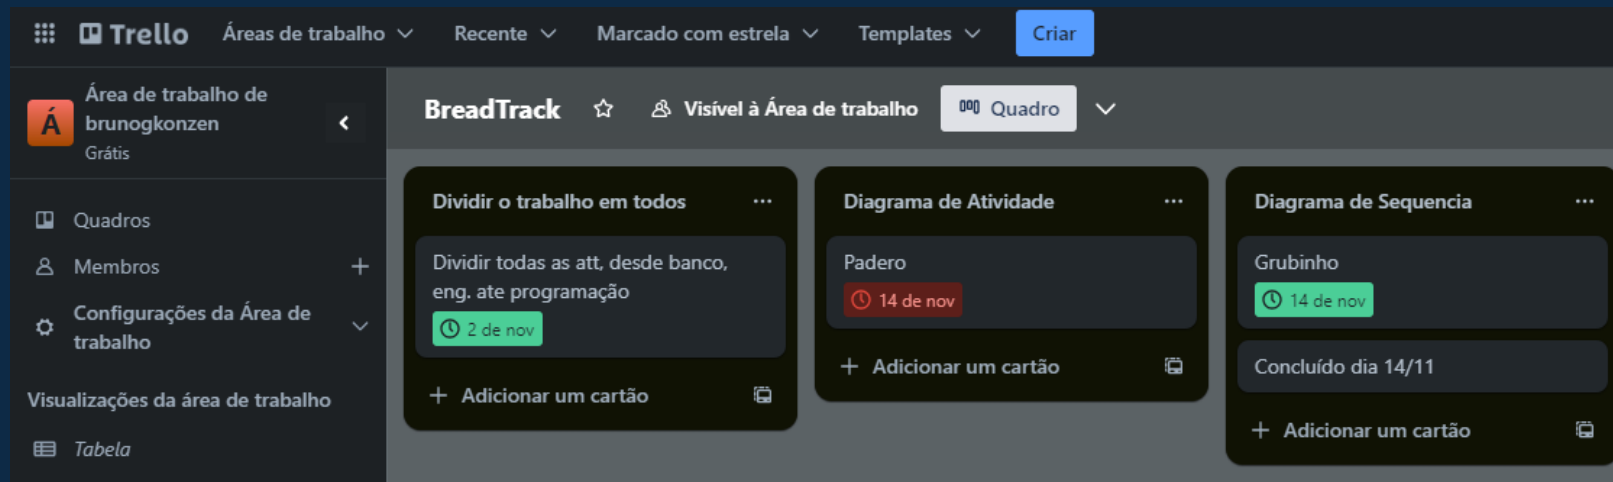 Trello
Áreas de trabalho
Recente
Marcado com estrela
Templates
Criar
Á
Área de trabalho de
brunogkonzen
Grátis
Quadros
Membros
Configurações da Área de
trabalho
Visualizações da área de trabalho
Tabela
BreadTrack
Visível à Área de trabalho
Quadro
Dividir o trabalho em todos
Dividir todas as att, desde banco,
eng. ate programação
2 de nov
Adicionar um cartão
Diagrama de Atividade
Padero
14 de nov
Adicionar um cartão
Diagrama de Sequencia
Grubinho
14 de nov
Concluído dia 14/11
Adicionar um cartão